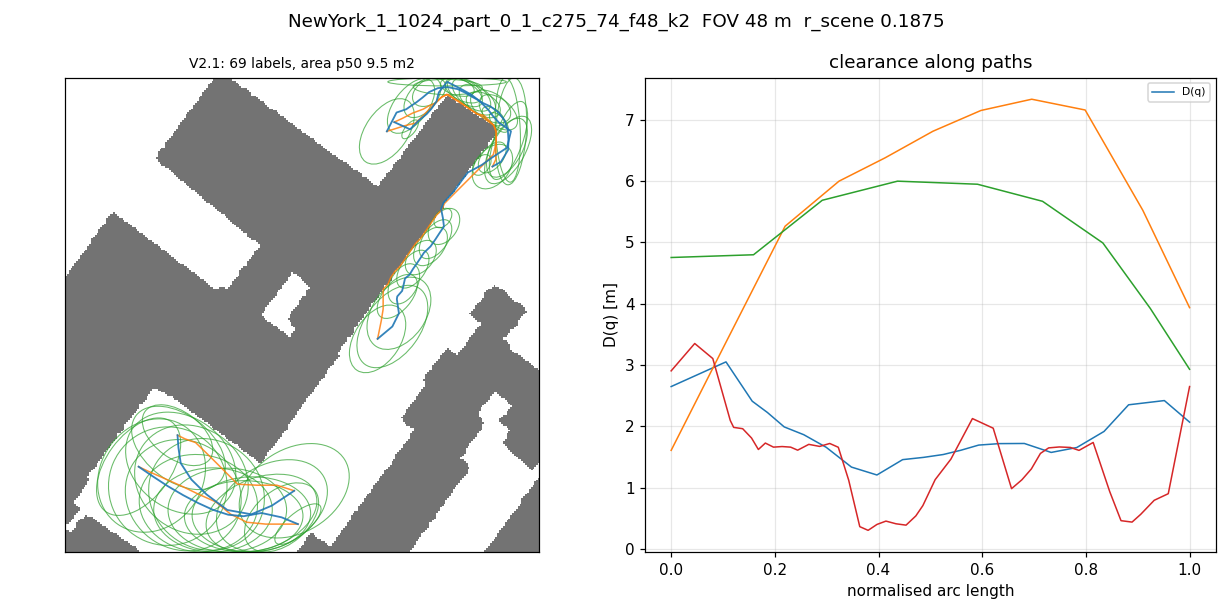 NewYork_1_1024_part_0_1_c275_74_f48_k2  FOV 48 m  r_scene 0.1875
V2.1: 69 labels, area p50 9.5 m2
clearance along paths
D(q)
7
6
5
4
3
2
1
0
D(q) [m]
0.0 0.2 0.4 0.6 0.8 1.0
normalised arc length